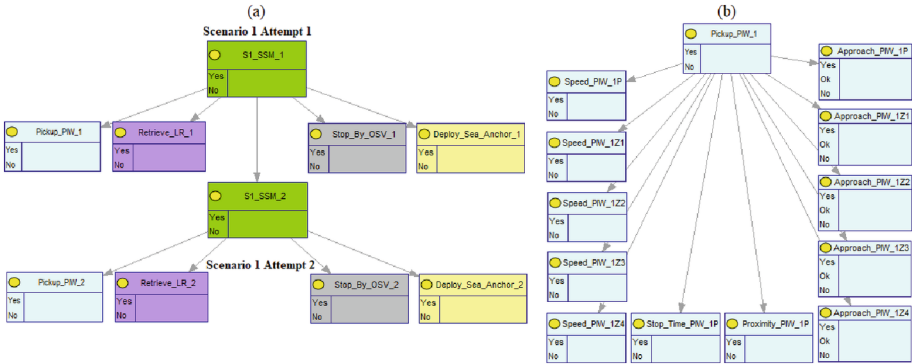 (a)
Scenario 1 Attempt 1
S1_SSM_1
Yes
No
Pickup_PIW_1
Yes
No
Retrieve_LR_1
Yes
No
Stop_By_OSV_1
Yes
No
Deploy_Sea_Anchor_1
Yes
No
S1_SSM_2
Yes
No
Scenario 1 Attempt 2
Pickup_PIW_2
Yes
No
Retrieve_LR_2
Yes
No
Stop_By_OSV_2
Yes
No
Deploy_Sea_Anchor_2
Yes
No
(b)
Pickup_PIW_1
Yes
No
Speed_PIW_1P
Yes
No
Speed_PIW_1Z1
Yes
No
Speed_PIW_1Z2
Yes
No
Speed_PIW_1Z3
Yes
No
Speed_PIW_1Z4
Yes
No
Stop_Time_PIW_1P
Yes
No
Proximity_PIW_1P
Yes
No
Approach_PIW_1P
Yes
Ok
No
Approach_PIW_1Z1
Yes
Ok
No
Approach_PIW_1Z2
Yes
Ok
No
Approach_PIW_1Z3
Yes
Ok
No
Approach_PIW_1Z4
Yes
Ok
No